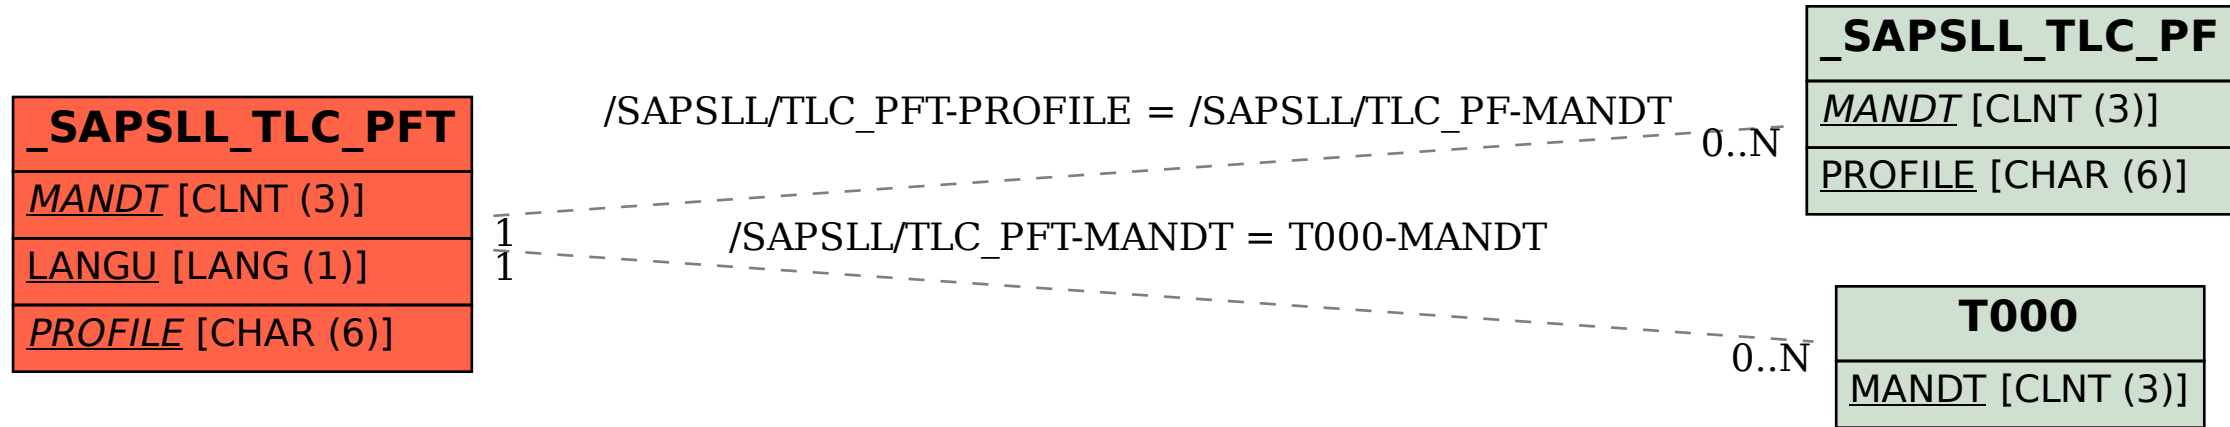 _SAPSLL_TLC_PFT
MANDT [CLNT (3)]
LANGU [LANG (1)]
PROFILE [CHAR (6)]
/SAPSLL/TLC_PFT-PROFILE = /SAPSLL/TLC_PF-MANDT
0..N
1
/SAPSLL/TLC_PFT-MANDT = T000-MANDT
1
0..N
_SAPSLL_TLC_PF
MANDT [CLNT (3)]
PROFILE [CHAR (6)]
T000
MANDT [CLNT (3)]